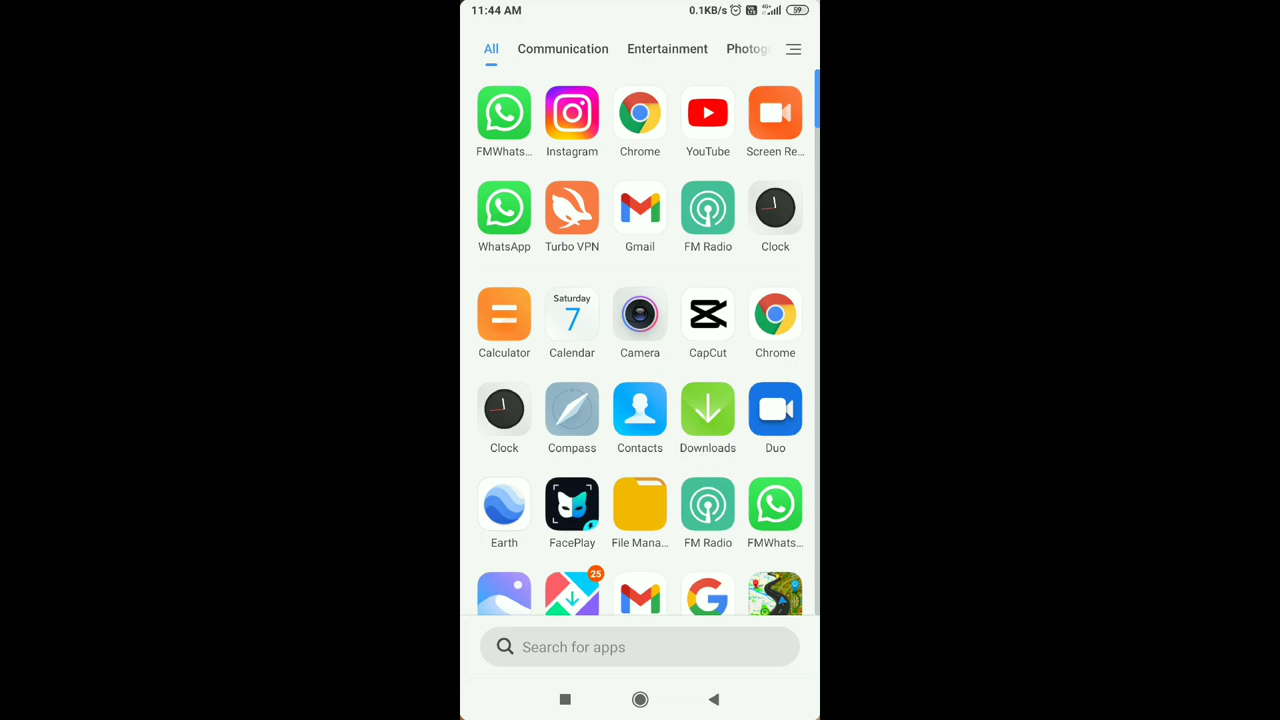 11:44 AM 0.1KB/s 4G+ 59
All Communication Entertainment Photog
FMWhats... Instagram Chrome YouTube Screen Re...
WhatsApp Turbo VPN Gmail FM Radio Clock
Saturday
7
Calculator Calendar Camera CapCut Chrome
Clock Compass Contacts Downloads Duo
Earth FacePlay File Mana... FM Radio FMWhats...
25
Search for apps